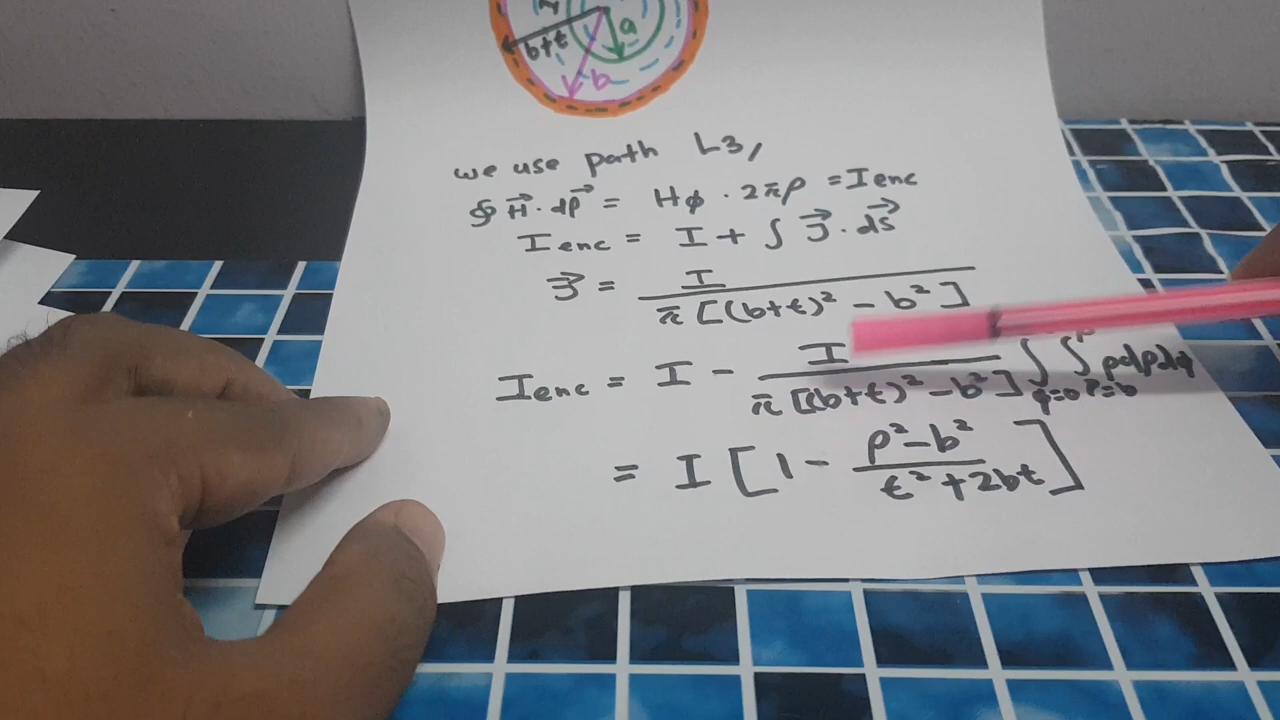 b+t a
b
we use path L3,
∮ H⃗ · dρ⃗ = Hϕ · 2πρ = Ienc
Ienc = I + ∫ J⃗ · ds⃗
J⃗ = I / π[(b+t)² − b²]
Ienc = I − I / π[(b+t)² − b²] ∫ϕ=0 ∫ρ=b ρdρdϕ
= I [1 − ρ² − b² / t² + 2bt]